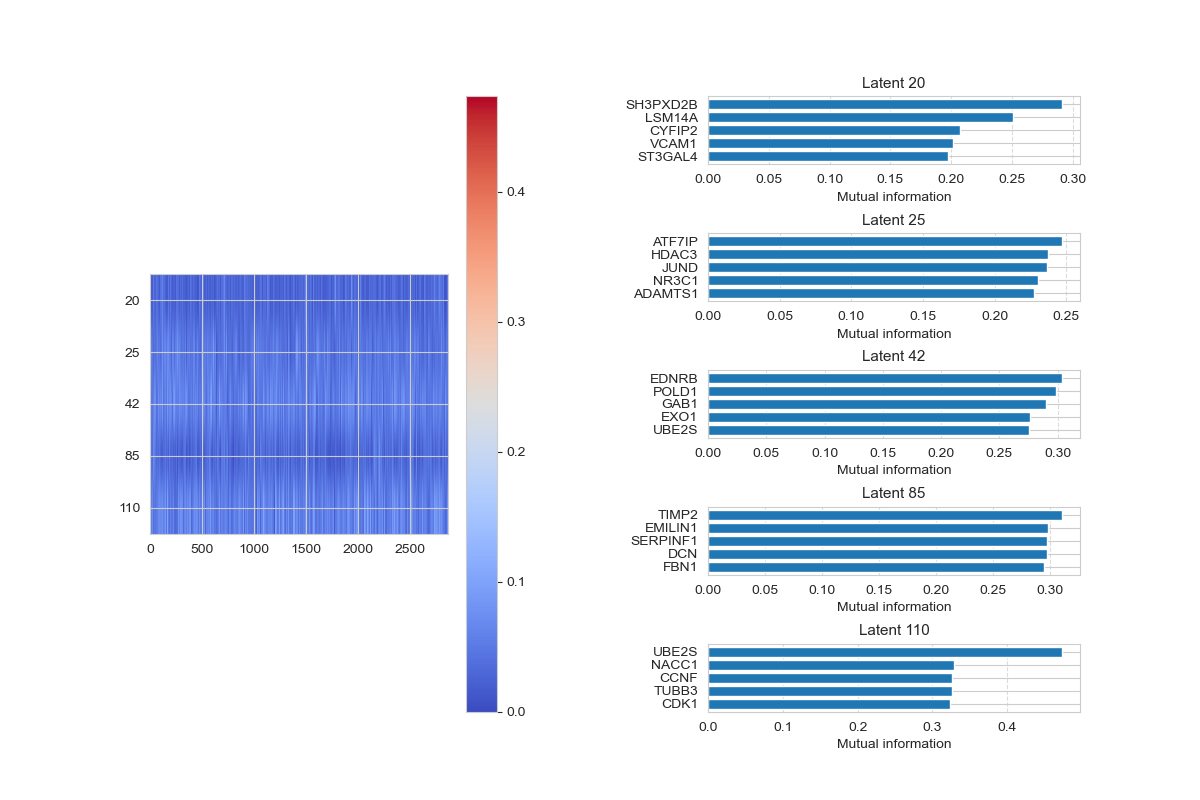 0.4
0.3
0.2
0.1
0.0
20
25
42
85
110
0 500 1000 1500 2000 2500
Latent 20
SH3PXD2B
LSM14A
CYFIP2
VCAM1
ST3GAL4
0.00 0.05 0.10 0.15 0.20 0.25 0.30
Mutual information
Latent 25
ATF7IP
HDAC3
JUND
NR3C1
ADAMTS1
0.00 0.05 0.10 0.15 0.20 0.25
Mutual information
Latent 42
EDNRB
POLD1
GAB1
EXO1
UBE2S
0.00 0.05 0.10 0.15 0.20 0.25 0.30
Mutual information
Latent 85
TIMP2
EMILIN1
SERPINF1
DCN
FBN1
0.00 0.05 0.10 0.15 0.20 0.25 0.30
Mutual information
Latent 110
UBE2S
NACC1
CCNF
TUBB3
CDK1
0.0 0.1 0.2 0.3 0.4
Mutual information